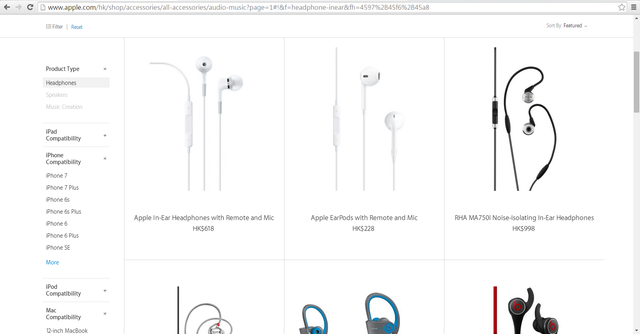 www.apple.com/hk/shop/accessories/all-accessories/audio-music?page=1#!&f=headphone-inear&fh=4597%2B45f6%2B45a8
Filter | Reset
Sort By: Featured
Product Type
Headphones
Speakers
Music Creation
iPad
Compatibility
iPhone
Compatibility
iPhone 7
iPhone 7 Plus
iPhone 6s
iPhone 6s Plus
iPhone 6
iPhone 6 Plus
iPhone SE
More
iPod
Compatibility
Mac
Compatibility
12-inch MacBook
Apple In-Ear Headphones with Remote and Mic
HK$618
Apple EarPods with Remote and Mic
HK$228
RHA MA750I Noise-Isolating In-Ear Headphones
HK$998